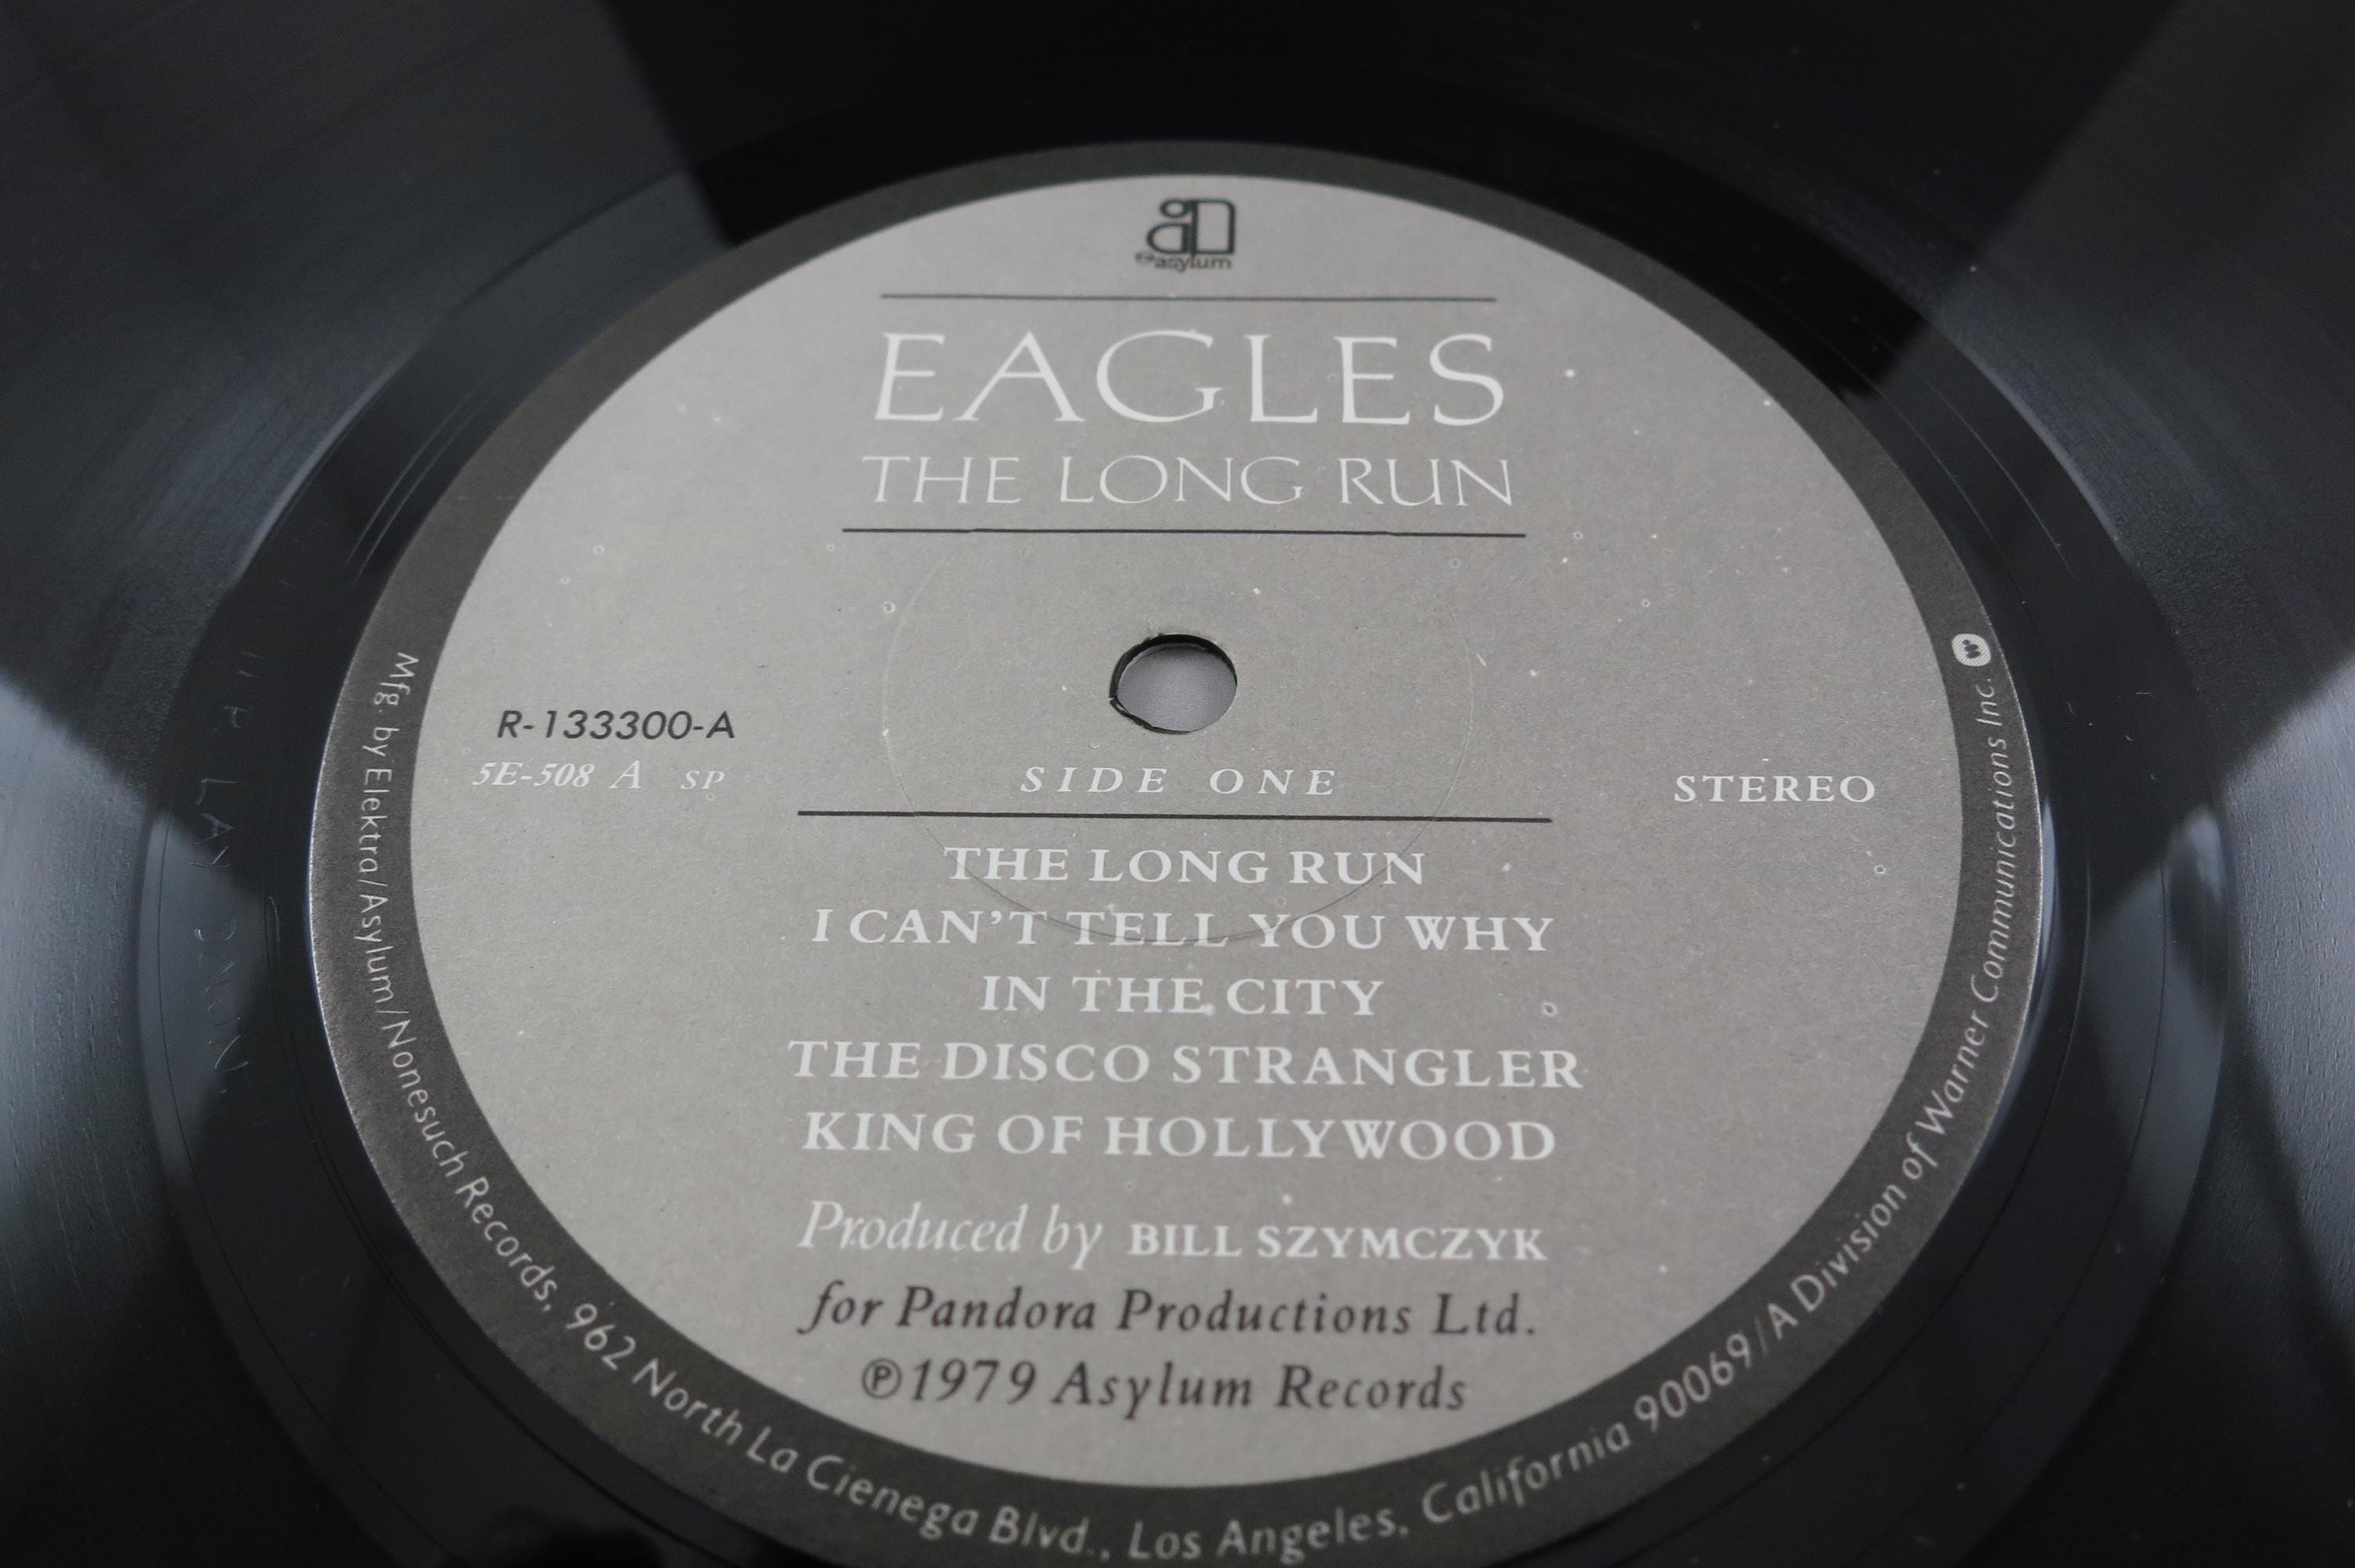 asylum
EAGLES
THE LONG RUN
R-133300-A
5E-508 A SP
SIDE ONE
STEREO
THE LONG RUN
I CAN'T TELL YOU WHY
IN THE CITY
THE DISCO STRANGLER
KING OF HOLLYWOOD
Produced by BILL SZYMCZYK
for Pandora Productions Ltd.
℗1979 Asylum Records
Mfg. by Elektra/Asylum/Nonesuch Records, 962 North La Cienega Blvd., Los Angeles, California 90069/A Division of Warner Communications Inc.